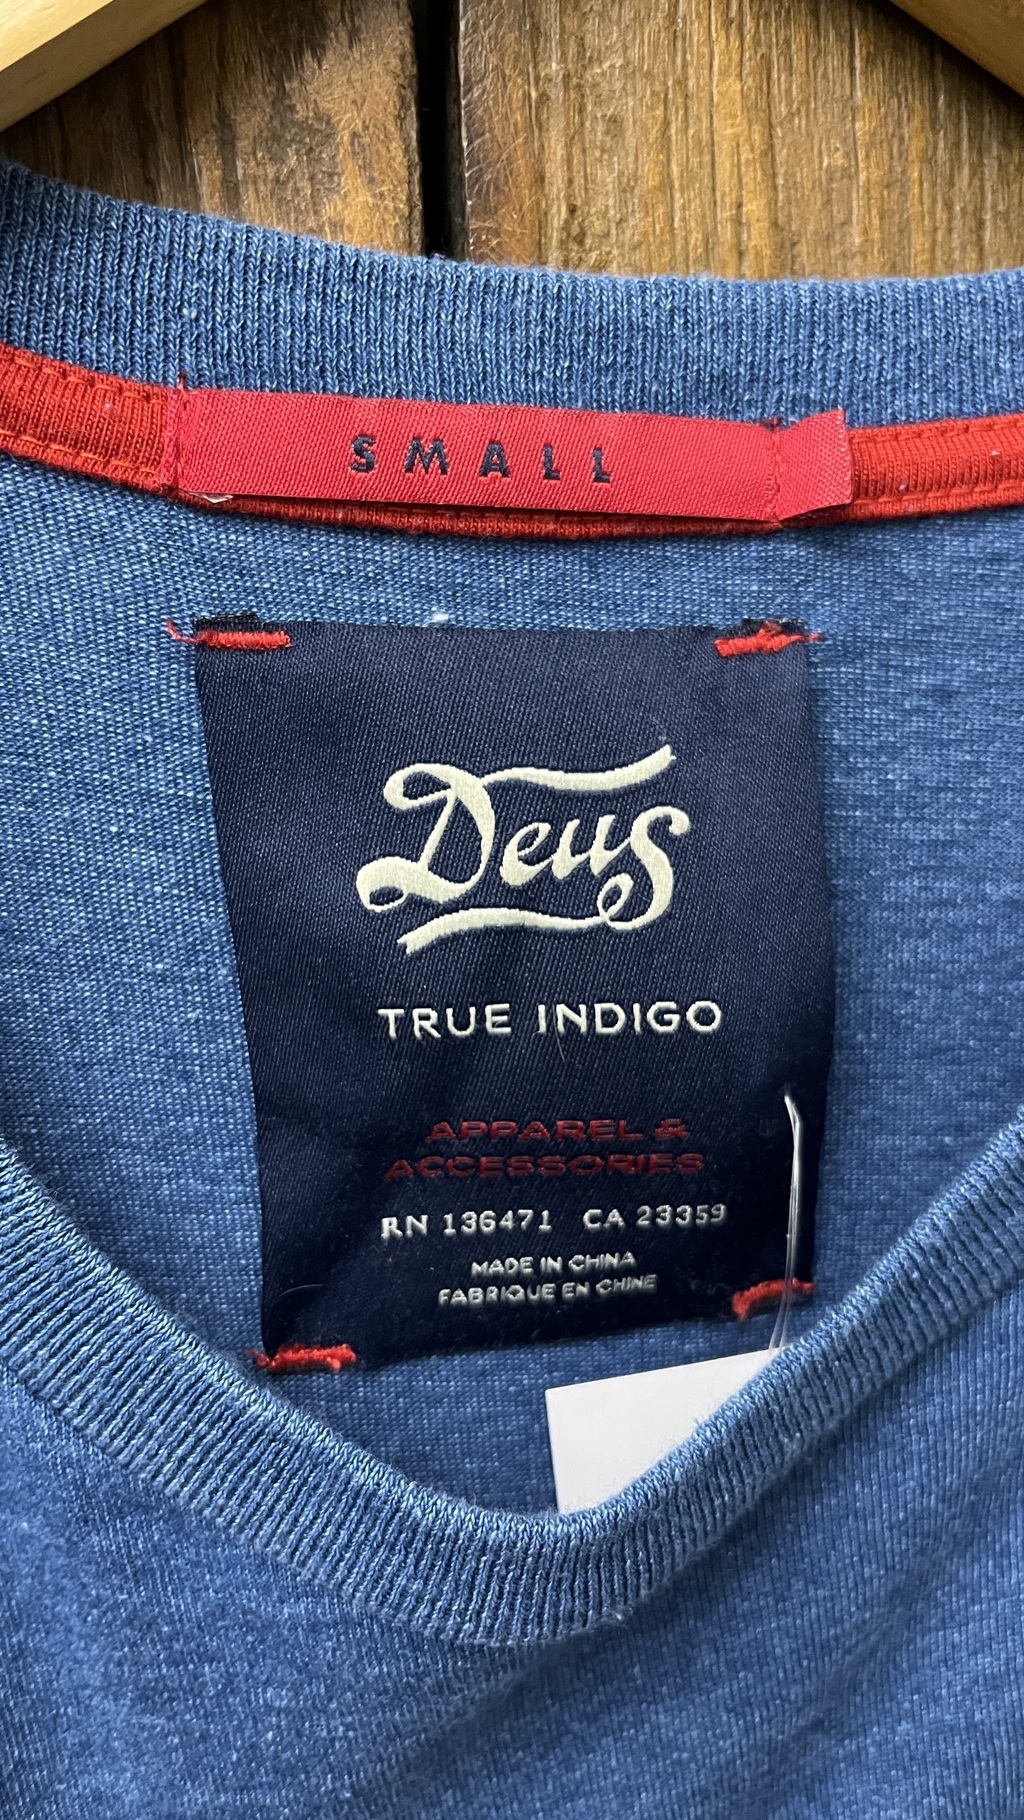 SMALL
Deus
TRUE INDIGO
APPAREL &
ACCESSORIES
RN 136471 CA 23359
MADE IN CHINA
FABRIQUE EN CHINE